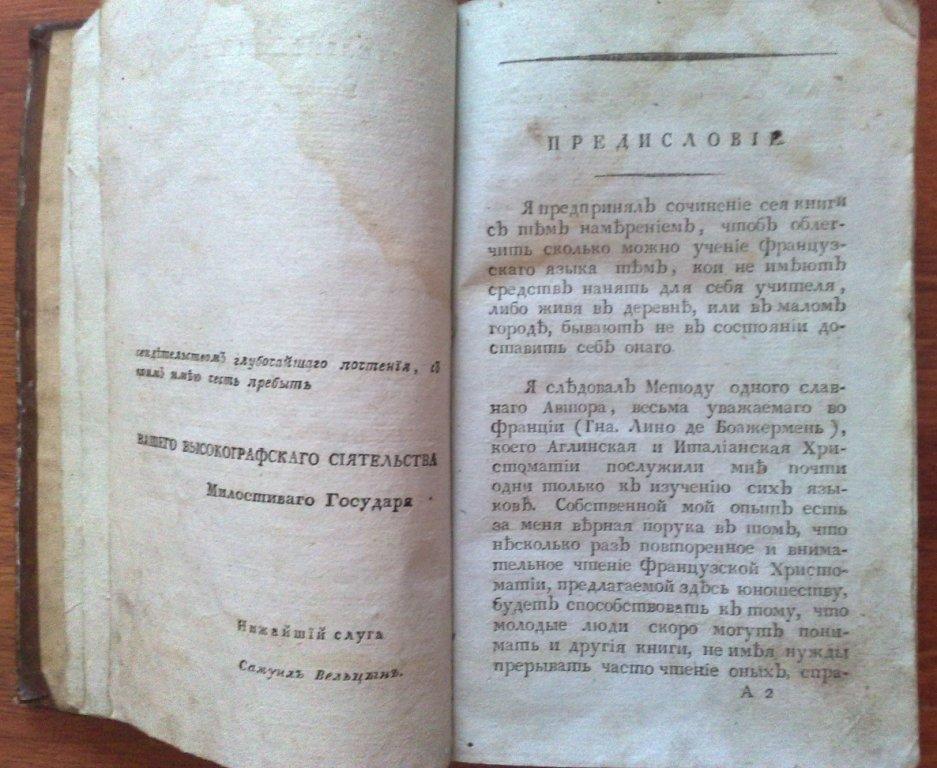 свидѣтельствомъ глубочайшаго почтенія, съ
коимъ имѣю честь пребыть
ВАШЕГО ВЫСОКОГРАФСКАГО СІЯТЕЛЬСТВА
Милостиваго Государя
Нижайшій слуга
Самуилъ Вельцынъ.
ПРЕДИСЛОВІЕ
Я предпринялъ сочиненіе сея книги
съ тѣмъ намѣреніемъ, чтобъ облег-
чить сколько можно ученіе француз-
скаго языка тѣмъ, кои не имѣютъ
средствъ нанять для себя учителя,
либо живя въ деревнѣ, или въ маломъ
городѣ, бываютъ не въ состояніи до-
ставить себѣ онаго
Я слѣдовалъ Методу одного слав-
наго Автора, весьма уважаемаго во
франціи (Гна. Лино де Боажермень),
коего Аглинская и Италіанская Хри-
стоматіи послужили мнѣ почти
одни только къ изученію сихъ язы-
ковъ. Собственной мой опытъ есть
за меня вѣрная порука въ томъ, что
нѣсколько разъ повторенное и внима-
тельное чтеніе Французской Христо-
матіи, предлагаемой здѣсь юношеству,
будетъ способствовать къ тому, что
молодые люди скоро могутъ пони-
мать и другія книги, не имѣя нужды
прерывать часто чтеніе оныхъ, спра-
А 2